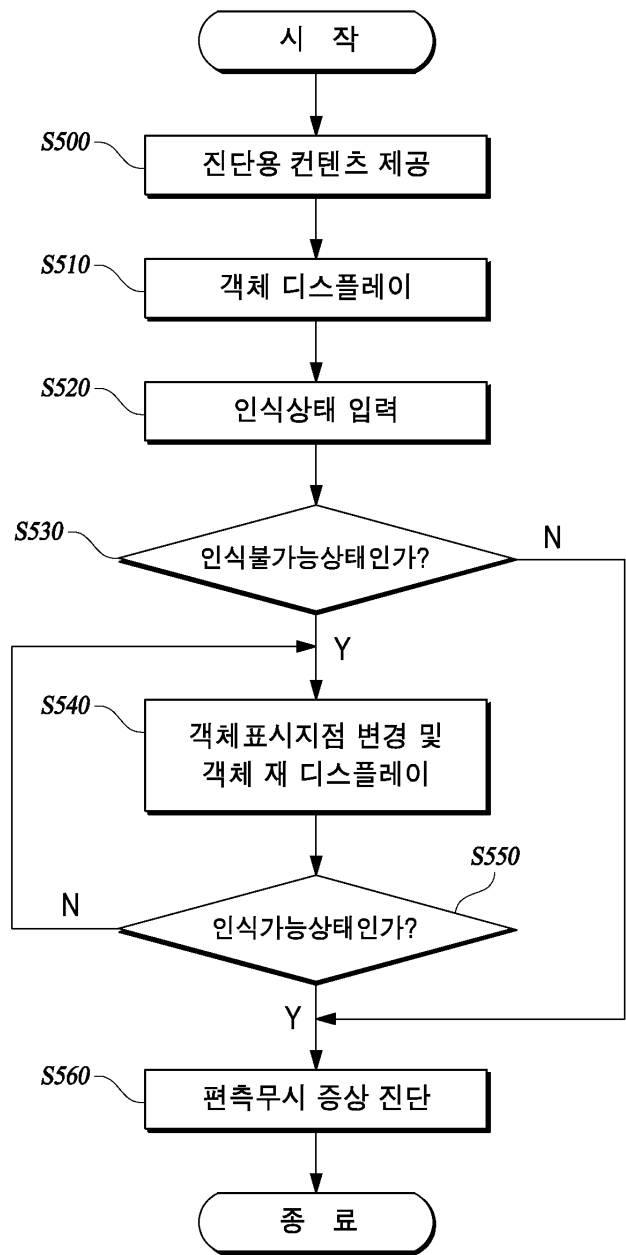 시 작
S500
진단용 컨텐츠 제공
S510
객체 디스플레이
S520
인식상태 입력
S530
인식불가능상태인가?
N
Y
S540
객체표시지점 변경 및
객체 재 디스플레이
S550
N
인식가능상태인가?
Y
S560
편측무시 증상 진단
종 료